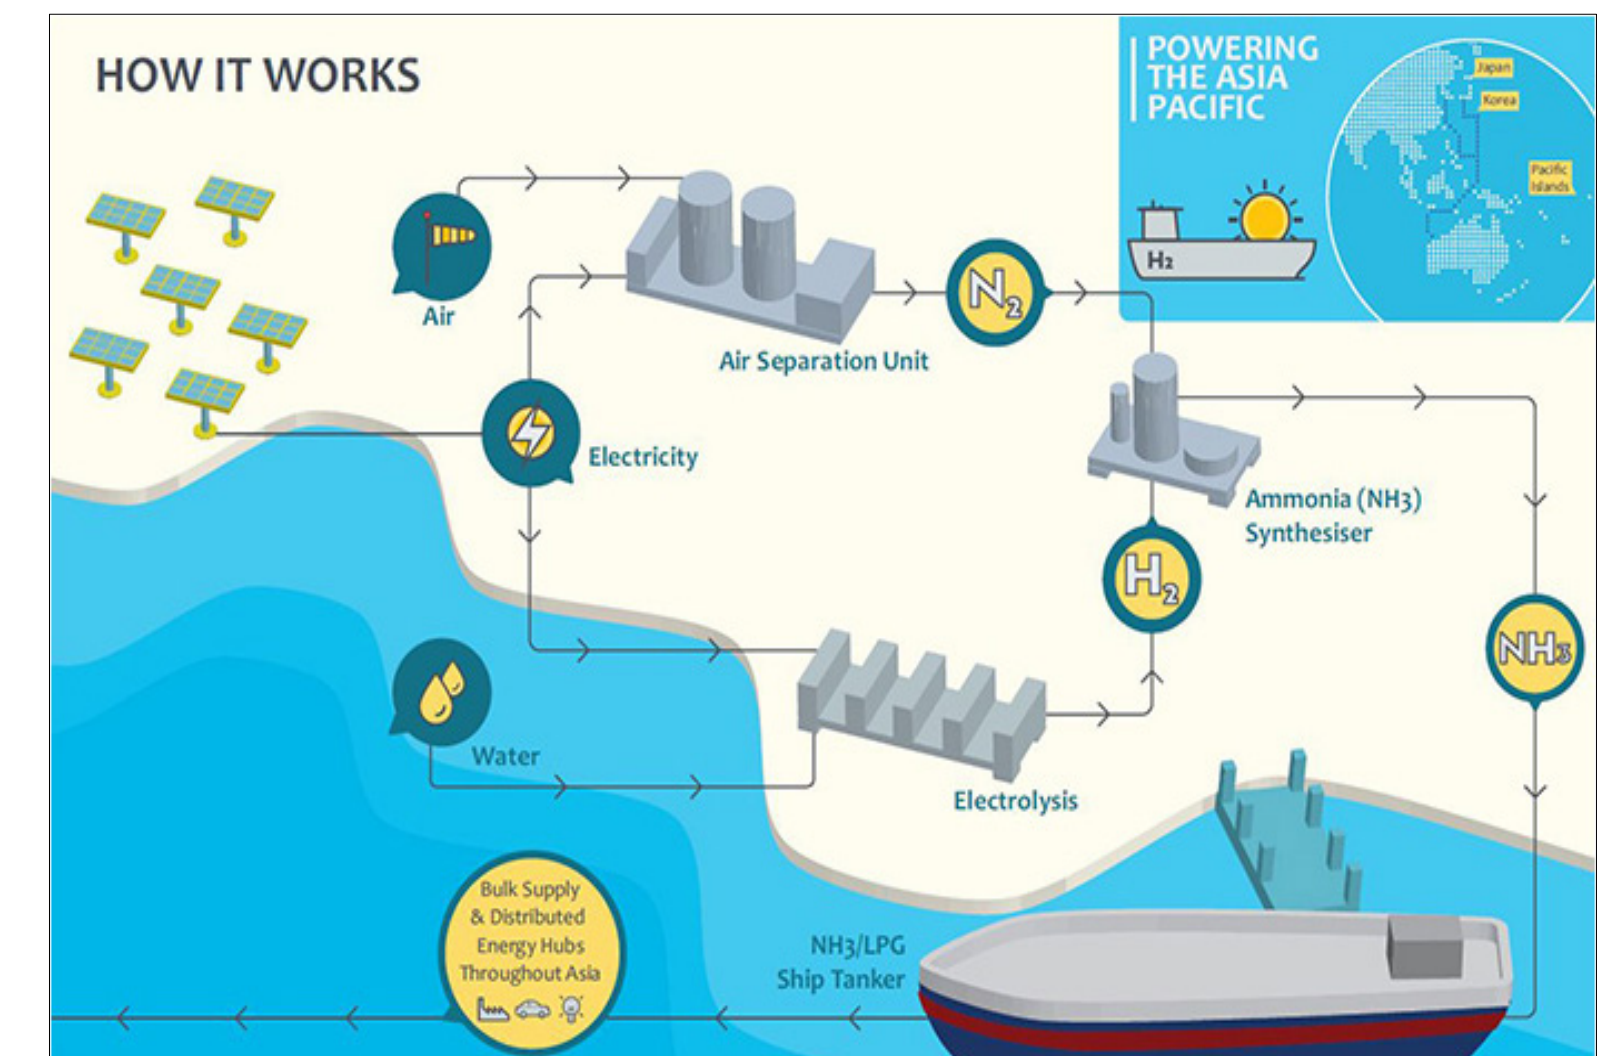 HOW IT WORKS
POWERING
THE ASIA
PACIFIC
Japan
Korea
Pacific
Islands
H2
Air
Air Separation Unit
N2
Electricity
Ammonia (NH3)
Synthesiser
H2
NH3
Water
Electrolysis
Bulk Supply
& Distributed
Energy Hubs
Throughout Asia
NH3/LPG
Ship Tanker